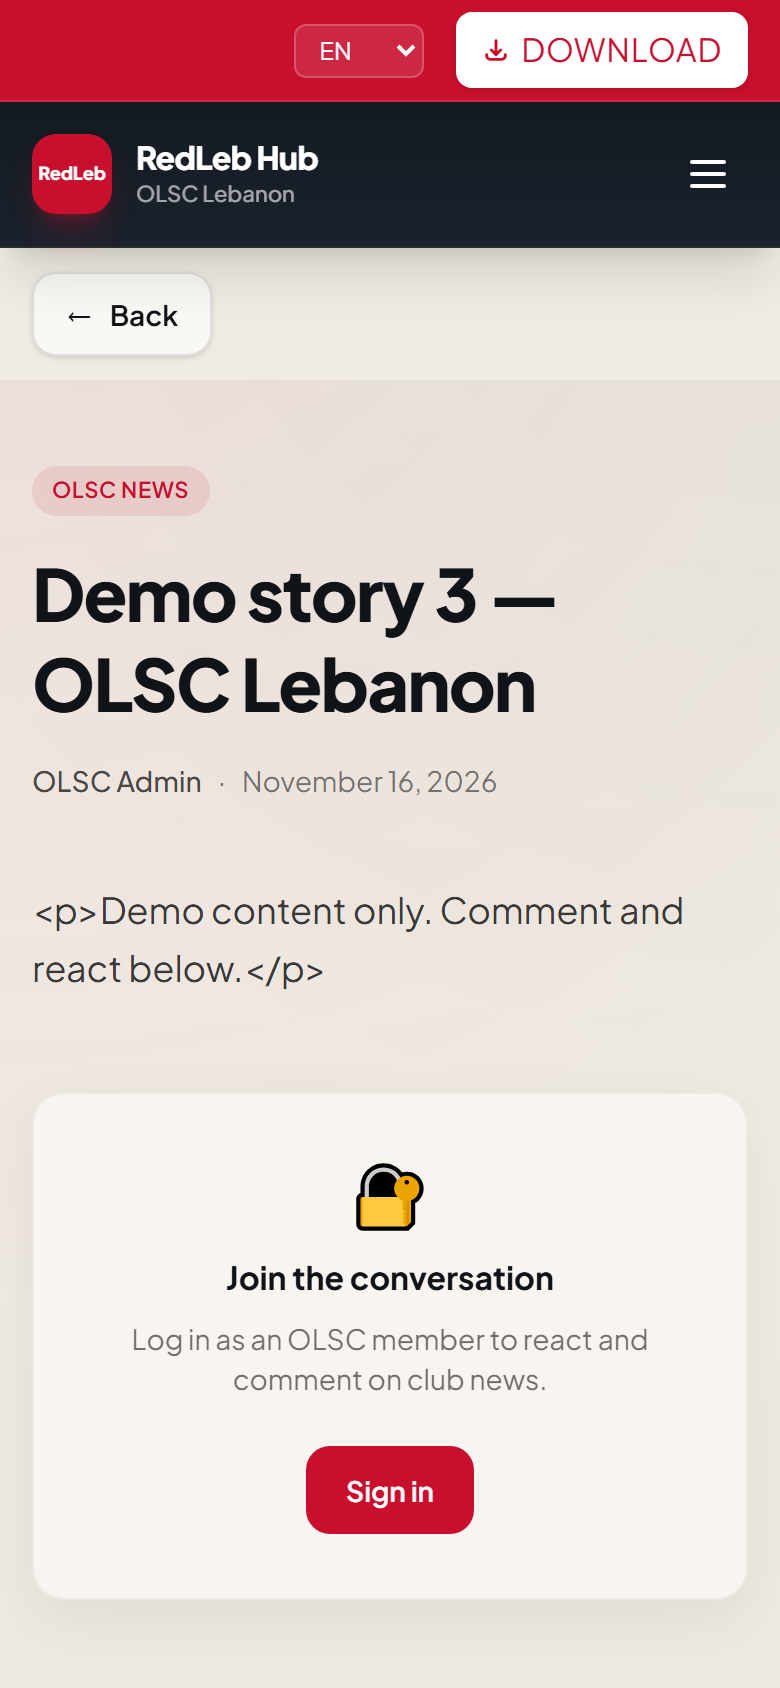 EN
DOWNLOAD
RedLeb
RedLeb Hub
OLSC Lebanon
← Back
OLSC NEWS
Demo story 3 —
OLSC Lebanon
OLSC Admin · November 16, 2026
<p>Demo content only. Comment and
react below.</p>
Join the conversation
Log in as an OLSC member to react and
comment on club news.
Sign in